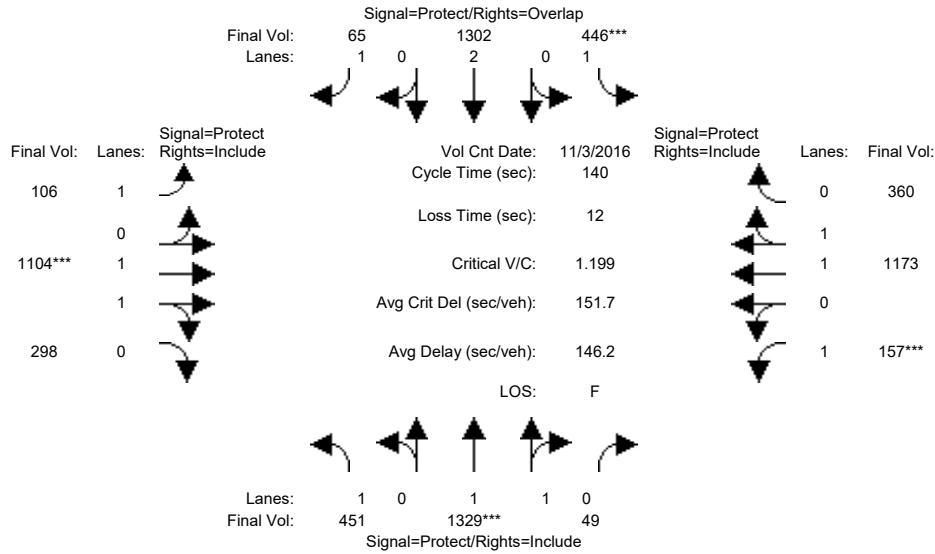 Signal=Protect/Rights=Overlap
Final Vol: 65 1302 446***
Lanes: 1 0 2 0 1
Signal=Protect Signal=Protect
Final Vol: Lanes: Rights=Include Vol Cnt Date: 11/3/2016 Rights=Include Lanes: Final Vol:
Cycle Time (sec): 140
106 1 0 360
Loss Time (sec): 12
0 1
1104*** 1 Critical V/C: 1.199 1 1173
1 Avg Crit Del (sec/veh): 151.7 0
298 0 Avg Delay (sec/veh): 146.2 1 157***
LOS: F
Lanes: 1 0 1 1 0
Final Vol: 451 1329*** 49
Signal=Protect/Rights=Include